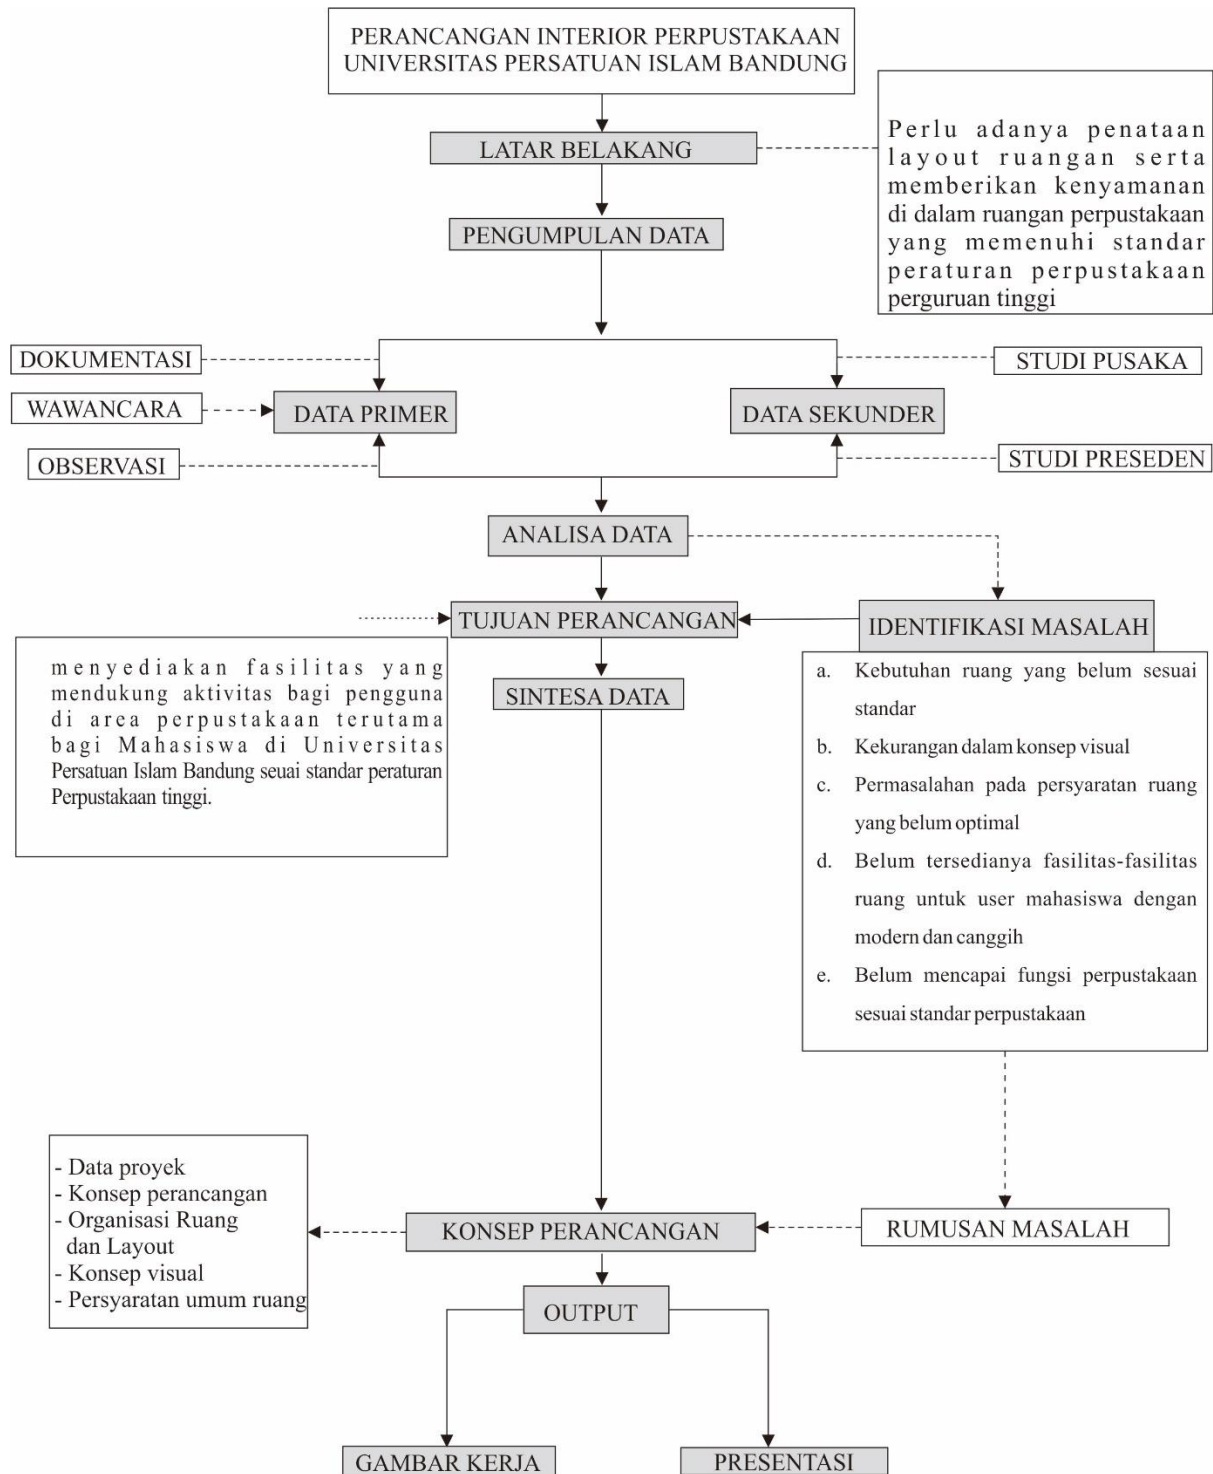 PERANCANGAN INTERIOR PERPUSTAKAAN
UNIVERSITAS PERSATUAN ISLAM BANDUNG
LATAR BELAKANG
Perlu adanya penataan
layout ruangan serta
memberikan kenyamanan
di dalam ruangan perpustakaan
yang memenuhi standar
peraturan perpustakaan
perguruan tinggi
PENGUMPULAN DATA
DOKUMENTASI
STUDI PUSAKA
WAWANCARA
DATA PRIMER
DATA SEKUNDER
OBSERVASI
STUDI PRESEDEN
ANALISA DATA
TUJUAN PERANCANGAN
IDENTIFIKASI MASALAH
menyediakan fasilitas yang
mendukung aktivitas bagi pengguna
di area perpustakaan terutama
bagi Mahasiswa di Universitas
Persatuan Islam Bandung seuai standar peraturan
Perpustakaan tinggi.
SINTESA DATA
a. Kebutuhan ruang yang belum sesuai
standar
b. Kekurangan dalam konsep visual
c. Permasalahan pada persyaratan ruang
yang belum optimal
d. Belum tersedianya fasilitas-fasilitas
ruang untuk user mahasiswa dengan
modern dan canggih
e. Belum mencapai fungsi perpustakaan
sesuai standar perpustakaan
- Data proyek
- Konsep perancangan
- Organisasi Ruang
dan Layout
- Konsep visual
- Persyaratan umum ruang
KONSEP PERANCANGAN
RUMUSAN MASALAH
OUTPUT
GAMBAR KERJA
PRESENTASI